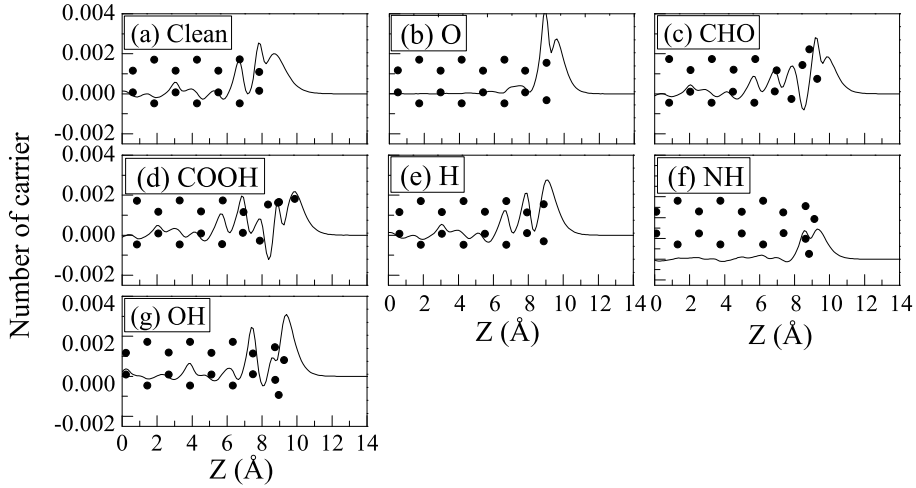 0.004
0.002
0.000
-0.002
(a) Clean
(b) O
(c) CHO
0.002
0.000
-0.002
(d) COOH
(e) H
(f) NH
0.004
0.002
0.000
-0.002
(g) OH
Number of carrier
0 2 4 6 8 10 12 14
Z (Å)
0 2 4 6 8 10 12 14
Z (Å)
0 2 4 6 8 10 12 14
Z (Å)